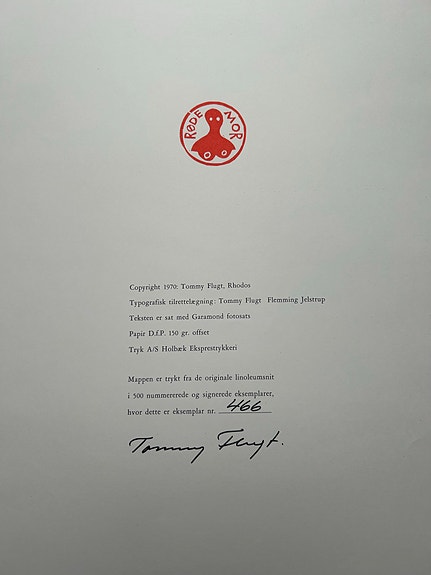 RØDE MOR
Copyright 1970: Tommy Flugt, Rhodos
Typografisk tilrettelægning: Tommy Flugt Flemming Jelstrup
Teksten er sat med Garamond fotosats
Papir D.f.P. 150 gr. offset
Tryk A/S Holbæk Eksprestrykkeri
Mappen er trykt fra de originale linoleumsnit
i 500 nummererede og signerede eksemplarer,
hvor dette er eksemplar nr. 466
Tommy Flugt.